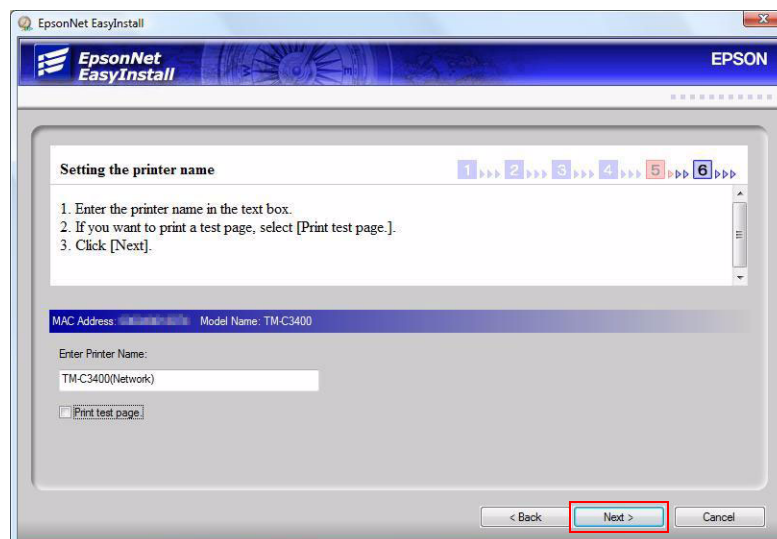 EpsonNet EasyInstall
EpsonNet
EasyInstall
EPSON
Setting the printer name
1 2 3 4 5 6
1. Enter the printer name in the text box.
2. If you want to print a test page, select [Print test page.].
3. Click [Next].
MAC Address: Model Name: TM-C3400
Enter Printer Name:
TM-C3400(Network)
Print test page.
< Back Next > Cancel